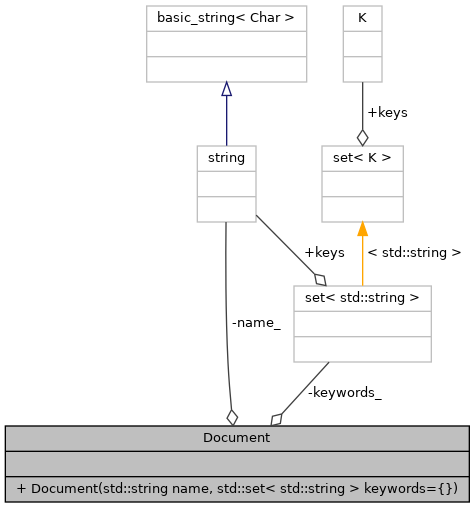 basic_string< Char >
K
+keys
string
set< K >
+keys
< std::string >
set< std::string >
-name_
-keywords_
Document
+ Document(std::string name, std::set< std::string > keywords={})